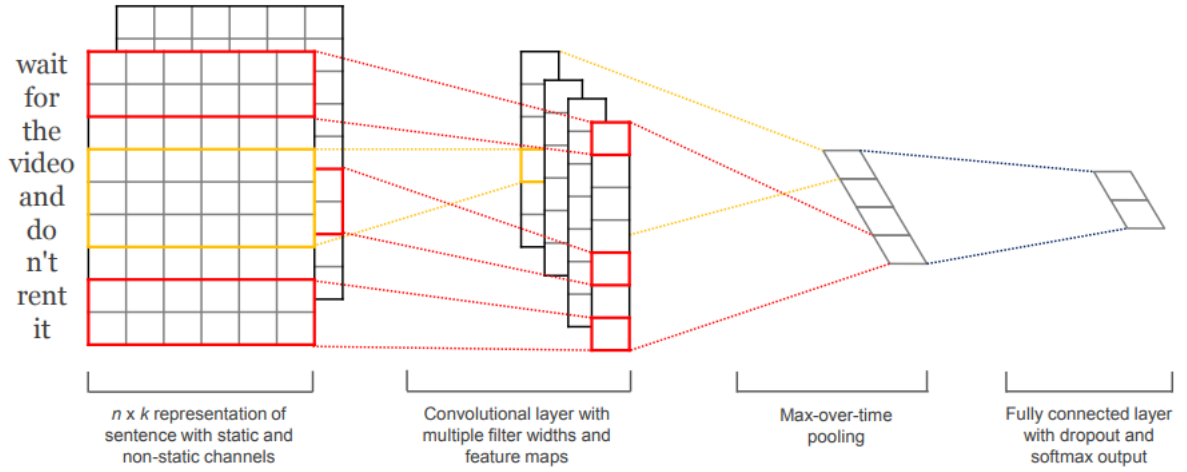 wait
for
the
video
and
do
n't
rent
it
n x k representation of
sentence with static and
non-static channels
Convolutional layer with
multiple filter widths and
feature maps
Max-over-time
pooling
Fully connected layer
with dropout and
softmax output